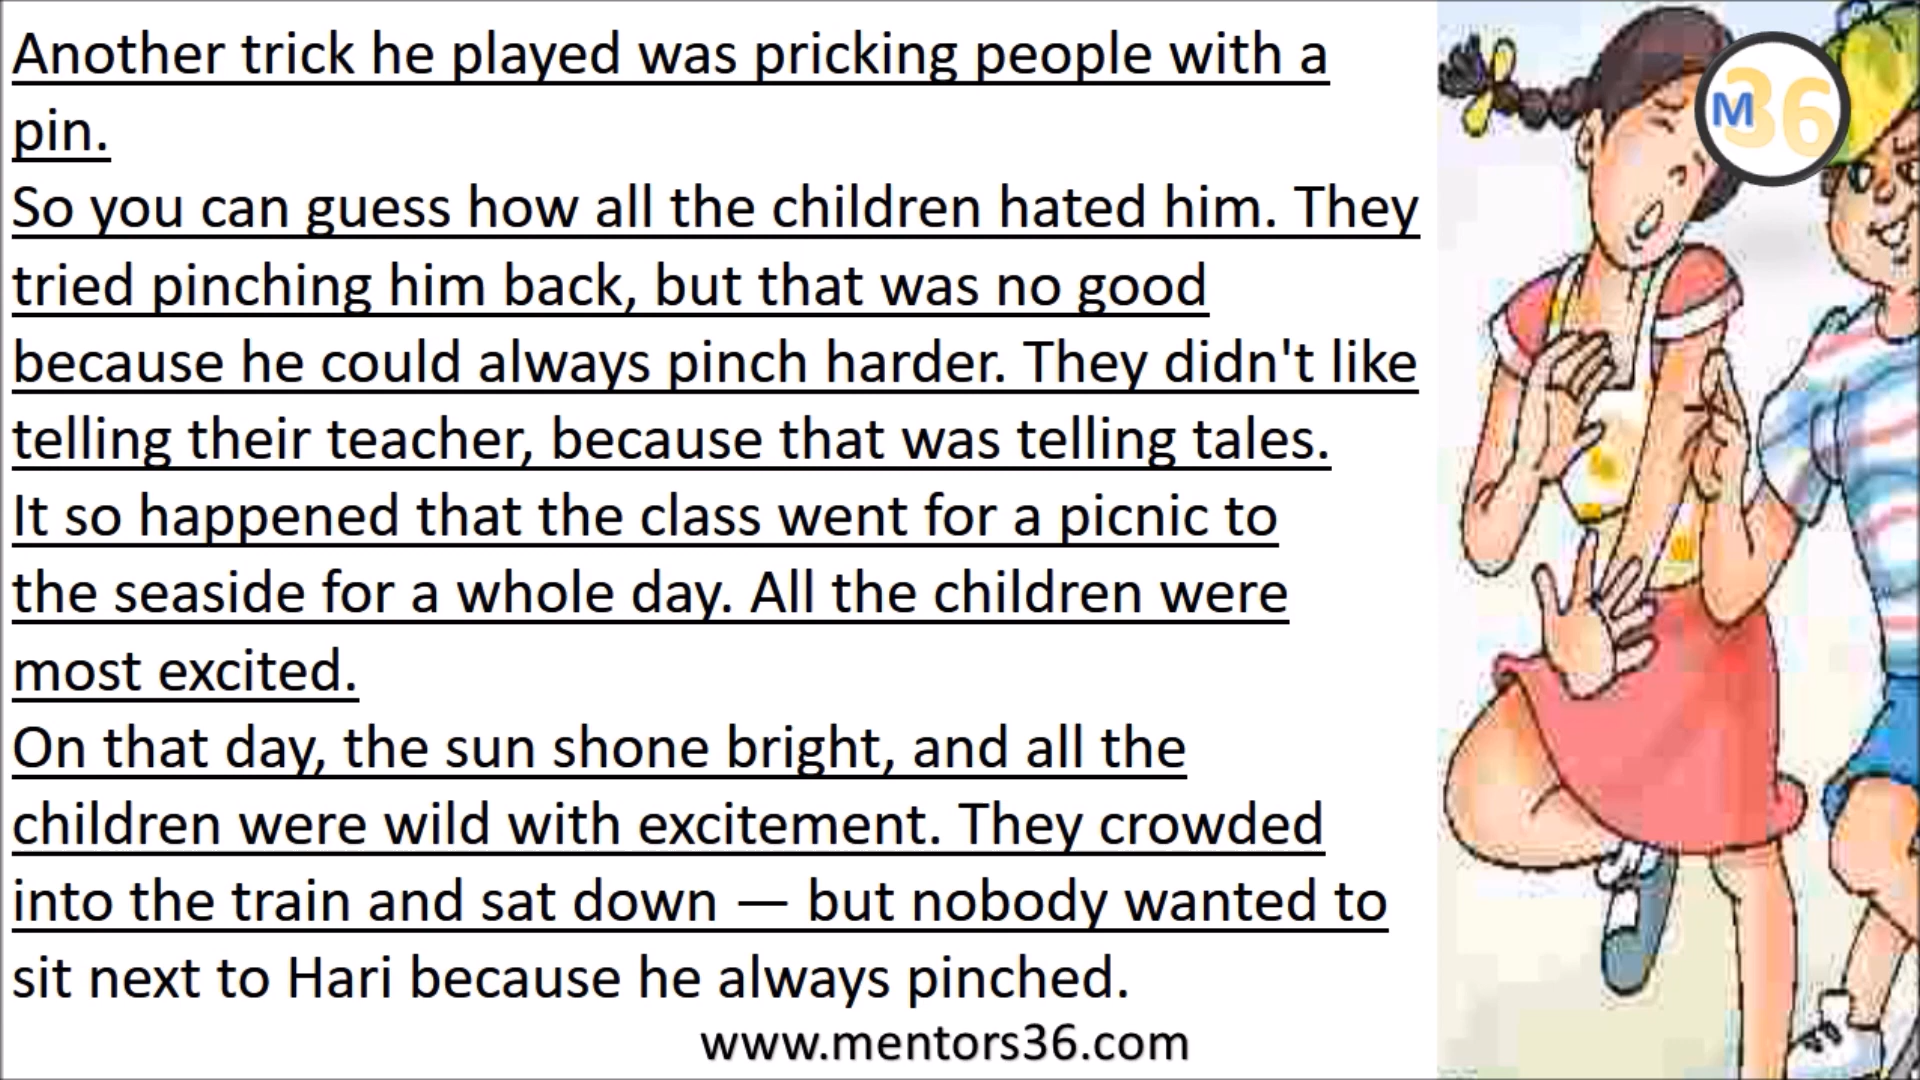 Another trick he played was pricking people with a
pin.
So you can guess how all the children hated him. They
tried pinching him back, but that was no good
because he could always pinch harder. They didn't like
telling their teacher, because that was telling tales.
It so happened that the class went for a picnic to
the seaside for a whole day. All the children were
most excited.
On that day, the sun shone bright, and all the
children were wild with excitement. They crowded
into the train and sat down — but nobody wanted to
sit next to Hari because he always pinched.
www.mentors36.com
M36